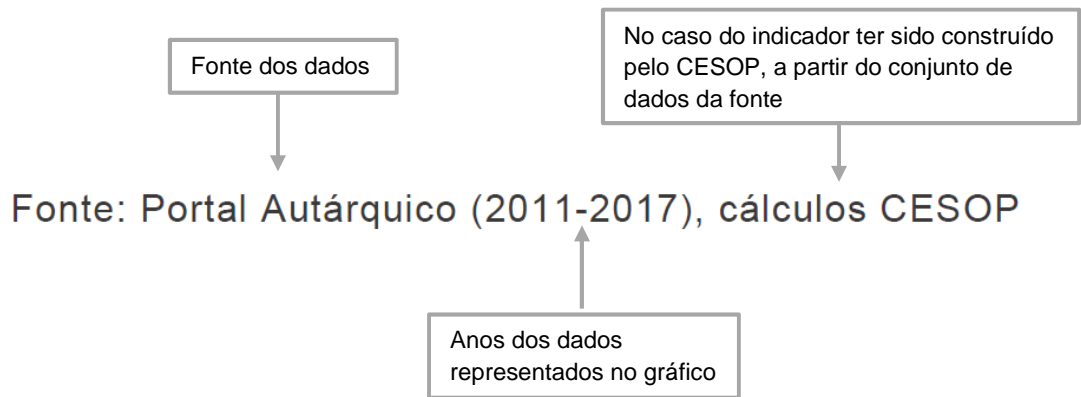 Fonte dos dados
No caso do indicador ter sido construído
pelo CESOP, a partir do conjunto de
dados da fonte
Fonte: Portal Autárquico (2011-2017), cálculos CESOP
Anos dos dados
representados no gráfico